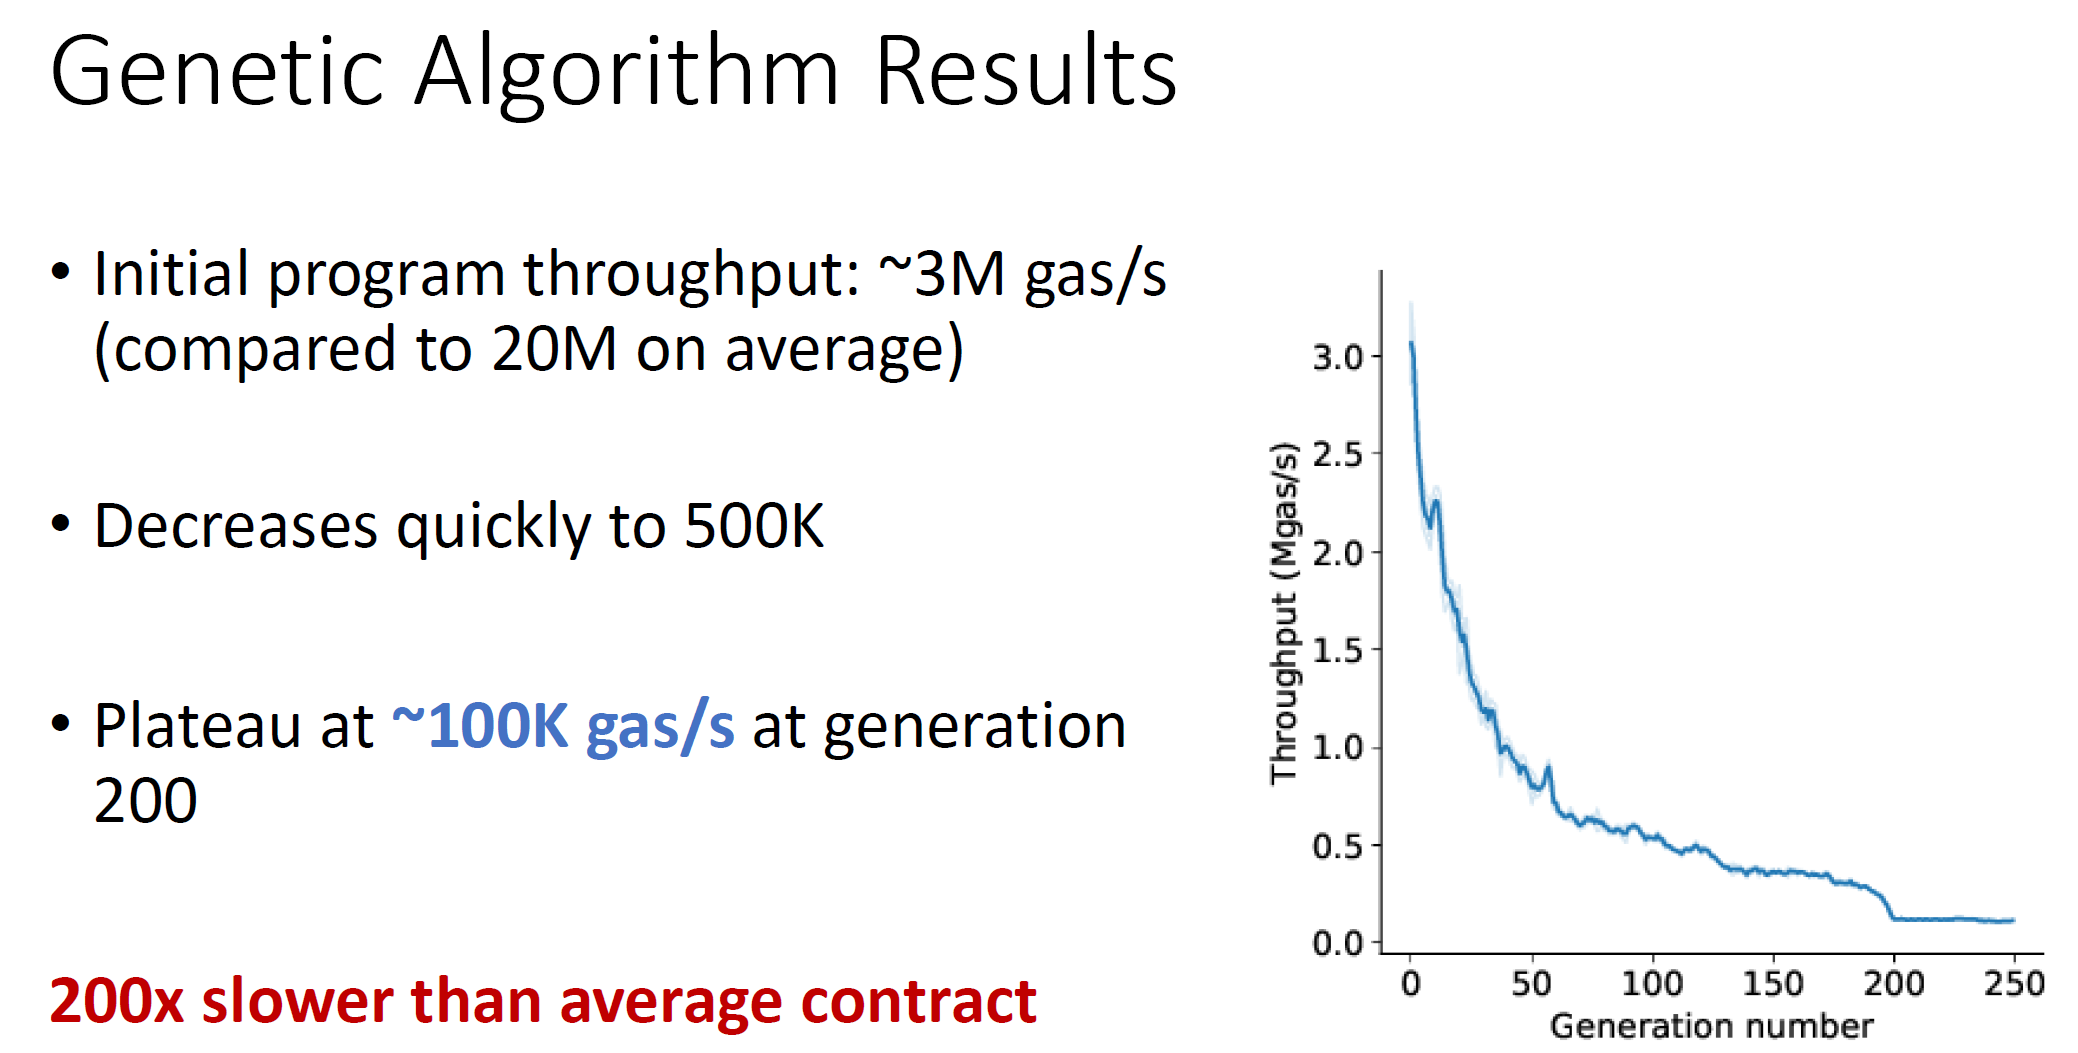 Genetic Algorithm Results
• Initial program throughput: ~3M gas/s
(compared to 20M on average)
• Decreases quickly to 500K
• Plateau at ~100K gas/s at generation
200
200x slower than average contract
Throughput (Mgas/s)
3.0
2.5
2.0
1.5
1.0
0.5
0.0
0 50 100 150 200 250
Generation number